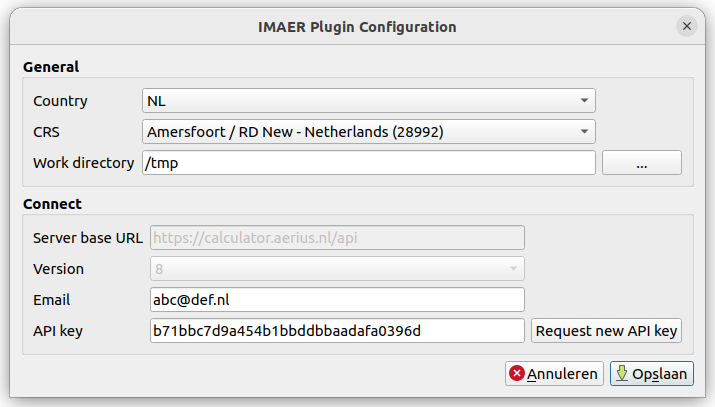 IMAER Plugin Configuration
General
Country NL
CRS Amersfoort / RD New - Netherlands (28992)
Work directory /tmp ...
Connect
Server base URL https://calculator.aerius.nl/api
Version 8
Email abc@def.nl
API key b71bbc7d9a454b1bbddbbaadafa0396d Request new API key
Annuleren Opslaan